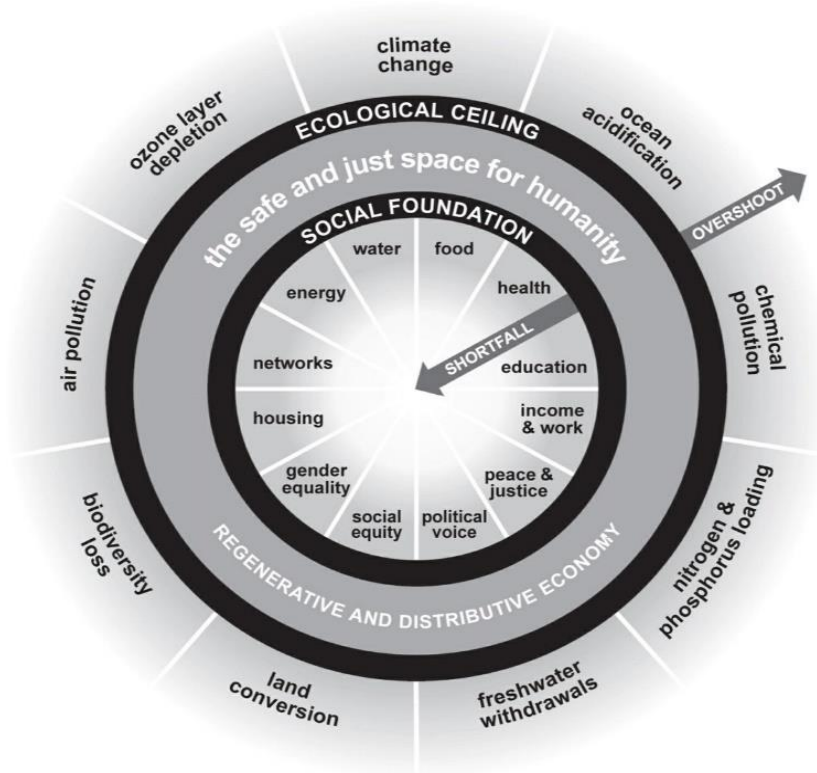 climate
change
ocean
acidification
chemical
pollution
nitrogen &
phosphorus loading
freshwater
withdrawals
land
conversion
biodiversity
loss
air pollution
ozone layer
depletion
OVERSHOOT
ECOLOGICAL CEILING
the safe and just space for humanity
REGENERATIVE AND DISTRIBUTIVE ECONOMY
SOCIAL FOUNDATION
SHORTFALL
water
food
health
education
income
& work
peace &
justice
political
voice
social
equity
gender
equality
housing
networks
energy